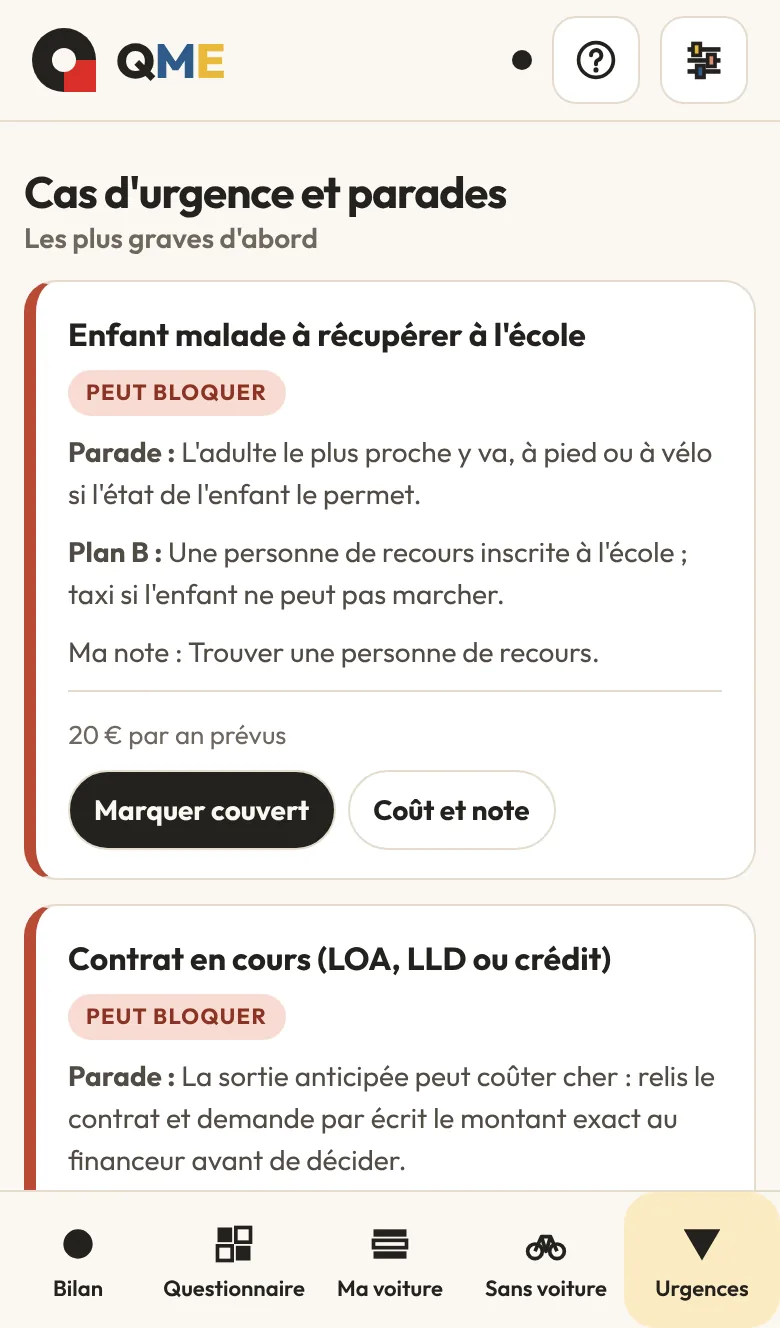 QME
Cas d'urgence et parades
Les plus graves d'abord
Enfant malade à récupérer à l'école
PEUT BLOQUER
Parade : L'adulte le plus proche y va, à pied ou à vélo
si l'état de l'enfant le permet.
Plan B : Une personne de recours inscrite à l'école ;
taxi si l'enfant ne peut pas marcher.
Ma note : Trouver une personne de recours.
20 € par an prévus
Marquer couvert
Coût et note
Contrat en cours (LOA, LLD ou crédit)
PEUT BLOQUER
Parade : La sortie anticipée peut coûter cher : relis le
contrat et demande par écrit le montant exact au
financeur avant de décider.
Bilan
Questionnaire
Ma voiture
Sans voiture
Urgences